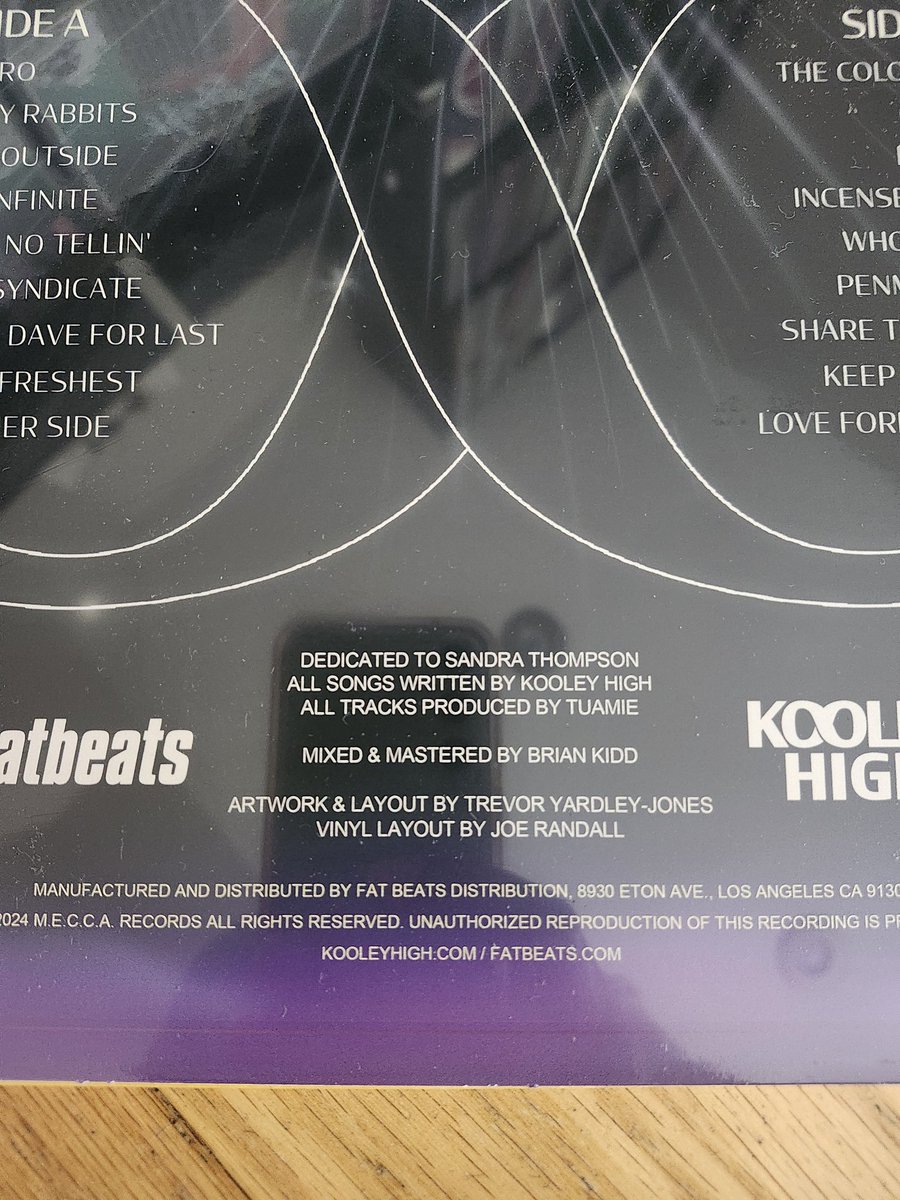 IDE A
RO
Y RABBITS
OUTSIDE
NFINITE
NO TELLIN'
SYNDICATE
DAVE FOR LAST
FRESHEST
ER SIDE
SID
THE COLO
INCENSE
WHO
PENM
SHARE T
KEEP
LOVE FOR
DEDICATED TO SANDRA THOMPSON
ALL SONGS WRITTEN BY KOOLEY HIGH
ALL TRACKS PRODUCED BY TUAMIE
MIXED & MASTERED BY BRIAN KIDD
ARTWORK & LAYOUT BY TREVOR YARDLEY-JONES
VINYL LAYOUT BY JOE RANDALL
atbeats
KOOL
HIGH
MANUFACTURED AND DISTRIBUTED BY FAT BEATS DISTRIBUTION, 8930 ETON AVE., LOS ANGELES CA 9130
2024 M.E.C.C.A. RECORDS ALL RIGHTS RESERVED. UNAUTHORIZED REPRODUCTION OF THIS RECORDING IS PR
KOOLEYHIGH.COM / FATBEATS.COM